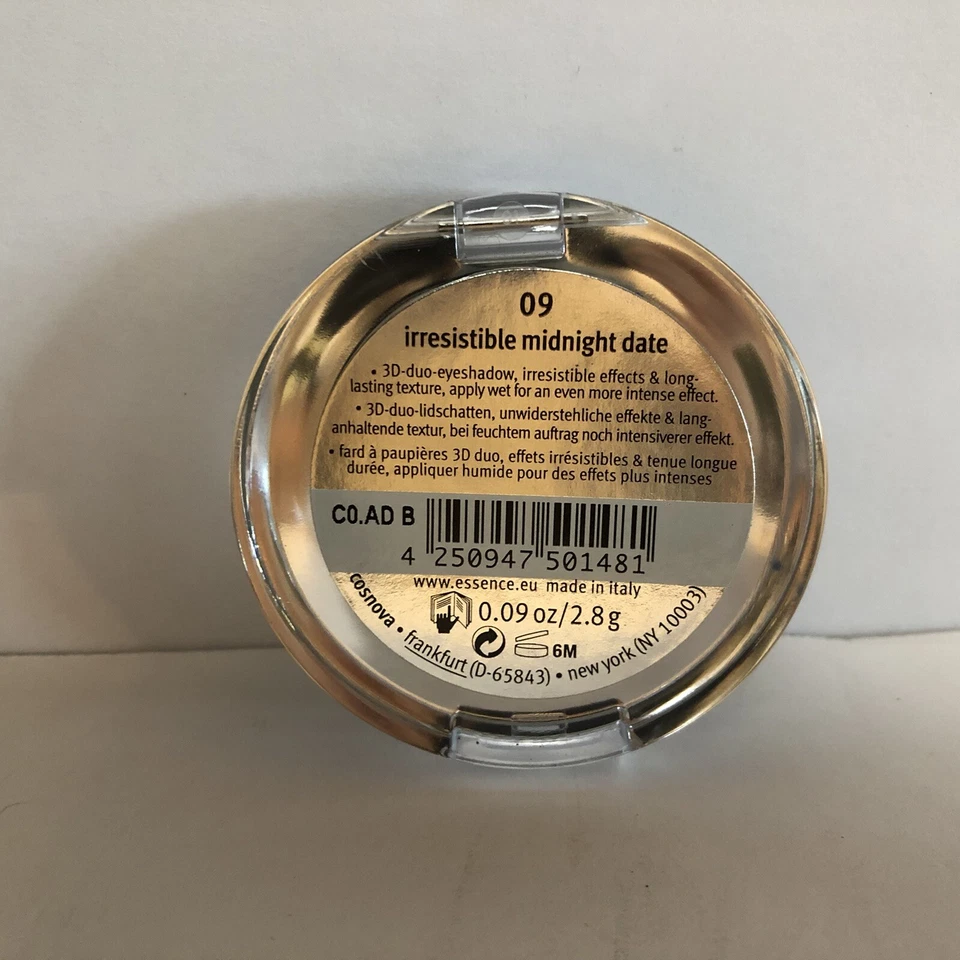 09
irresistible midnight date
• 3D-duo-eyeshadow, irresistible effects & long-
lasting texture, apply wet for an even more intense effect.
• 3D-duo-lidschatten, unwiderstehliche effekte & lang-
anhaltende textur, bei feuchtem auftrag noch intensiverer effekt.
• fard à paupières 3D duo, effets irrésistibles & tenue longue
durée, appliquer humide pour des effets plus intenses
C0.AD B
4 250947 501481
www.essence.eu made in italy
0.09 oz/2.8 g
6M
cosnova • frankfurt (D-65843) • new york (NY 10003)